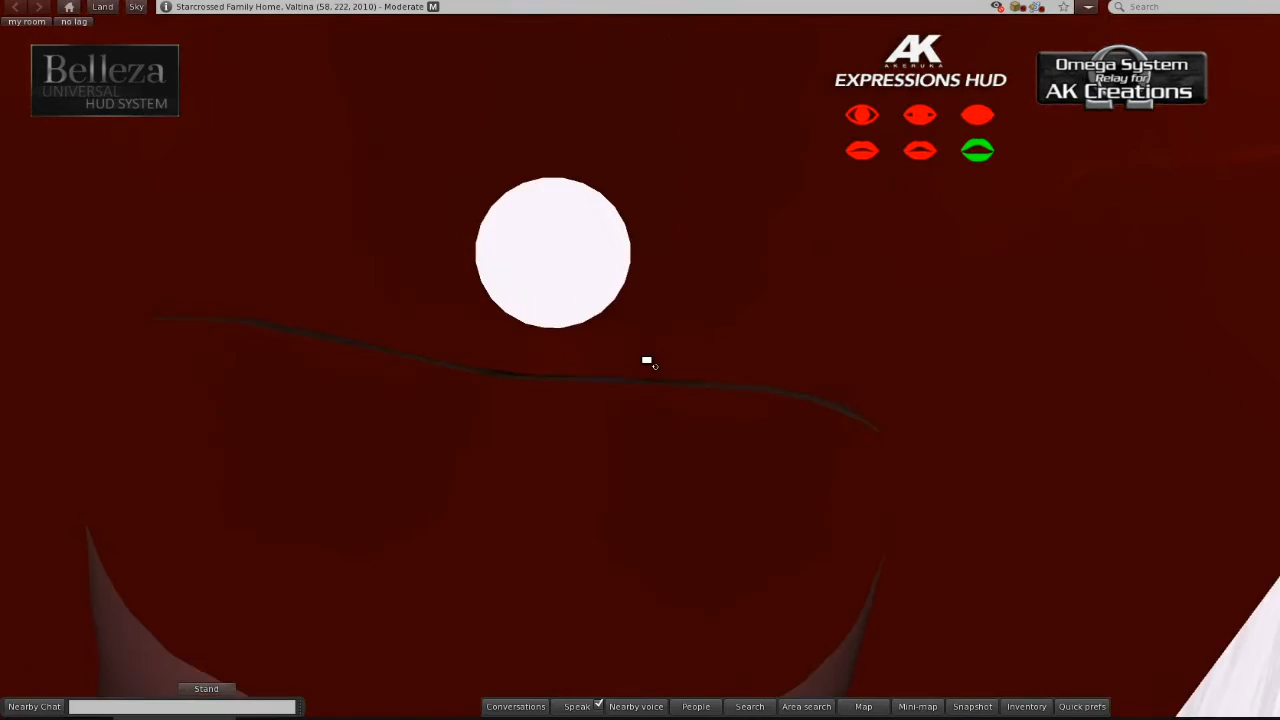 Land Sky Starcrossed Family Home, Valtina (58, 222, 2010) - Moderate M Search
my room no lag
Belleza
UNIVERSAL
HUD SYSTEM
AK
AKERUKA
EXPRESSIONS HUD
Omega System
Relay for
AK Creations
Stand
Nearby Chat Conversations Speak Nearby voice People Search Area search Map Mini-map Snapshot Inventory Quick prefs